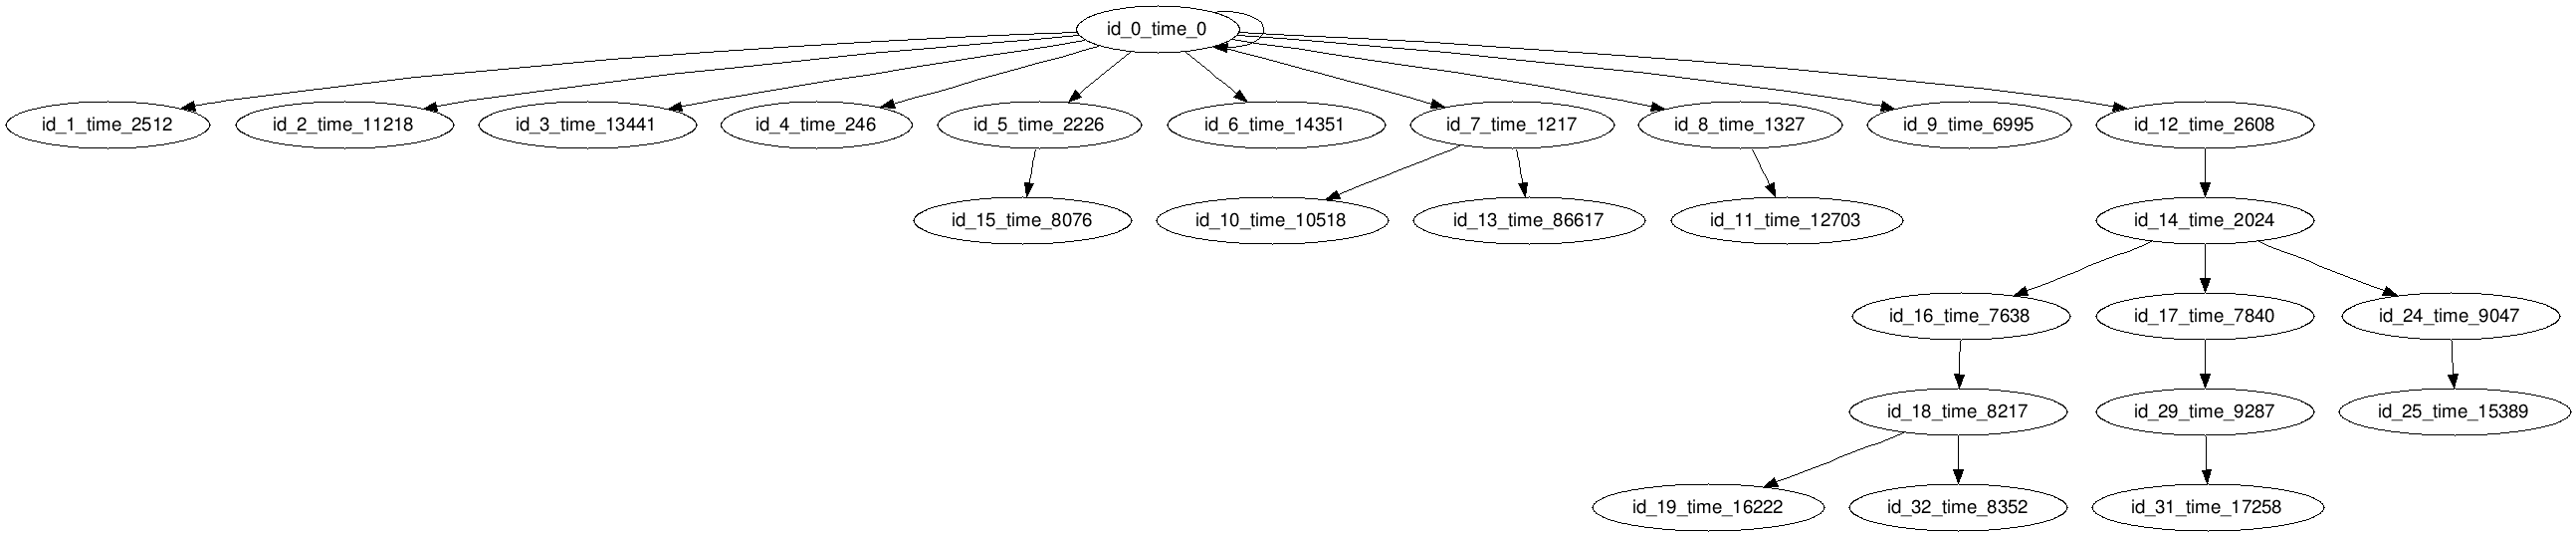 id_0_time_0
id_1_time_2512
id_2_time_11218
id_3_time_13441
id_4_time_246
id_5_time_2226
id_6_time_14351
id_7_time_1217
id_8_time_1327
id_9_time_6995
id_12_time_2608
id_15_time_8076
id_10_time_10518
id_13_time_86617
id_11_time_12703
id_14_time_2024
id_16_time_7638
id_17_time_7840
id_24_time_9047
id_18_time_8217
id_29_time_9287
id_25_time_15389
id_19_time_16222
id_32_time_8352
id_31_time_17258